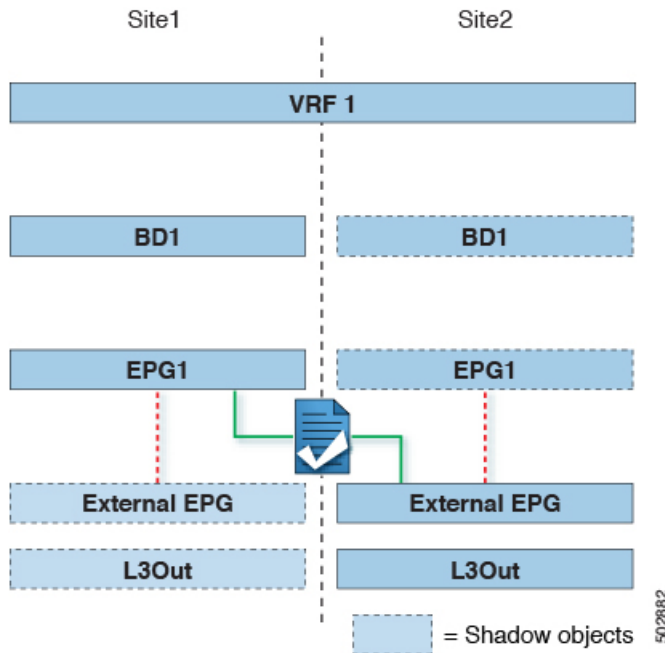 Site1 Site2
VRF 1
BD1 BD1
EPG1 EPG1
External EPG External EPG
L3Out L3Out
= Shadow objects
502882